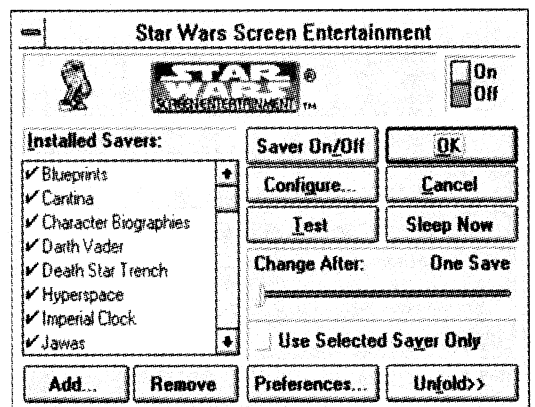 Star Wars Screen Entertainment
STAR WARS ®
SCREEN ENTERTAINMENT ™
On
Off
Installed Savers:
✔ Blueprints
✔ Cantina
✔ Character Biographies
✔ Darth Vader
✔ Death Star Trench
✔ Hyperspace
✔ Imperial Clock
✔ Jawas
Saver On/Off
OK
Configure...
Cancel
Test
Sleep Now
Change After: One Save
Use Selected Saver Only
Add...
Remove
Preferences...
Unfold>>